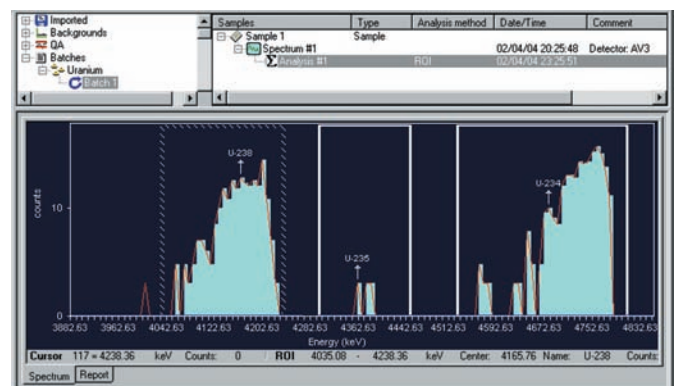 Imported
Backgrounds
QA
Batches
Uranium
Batch 1
Samples Type Analysis method Date/Time Comment
Sample 1 Sample
Spectrum #1 02/04/04 20:25:48 Detector: AV3
Analysis #1 ROI 02/04/04 23:25:51
counts
10
0
U-238
U-235
U-234
3882.63 3962.63 4042.63 4122.63 4202.63 4282.63 4362.63 4442.63 4512.63 4592.63 4672.63 4752.63 4832.63
Energy (keV)
Cursor 117 = 4238.36 keV Counts: 0 ROI 4035.08 - 4238.36 keV Center: 4165.76 Name: U-238 Counts:
Spectrum Report